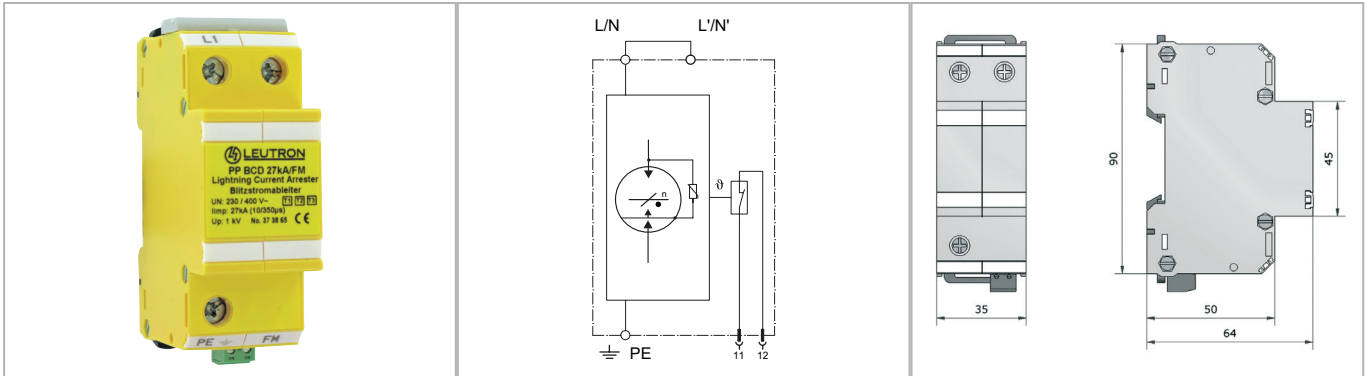 L1
LEUTRON
PP BCD 27kA/FM
Lightning Current Arrester
Blitzstromableiter
UN: 230 / 400 V~ T1 T2 T3
Iimp: 27kA (10/350µs)
Up: 1 kV No. 37 38 65 CE
PE FM
L/N L'/N'
n
ϑ
PE
11 12
35
90
45
50
64